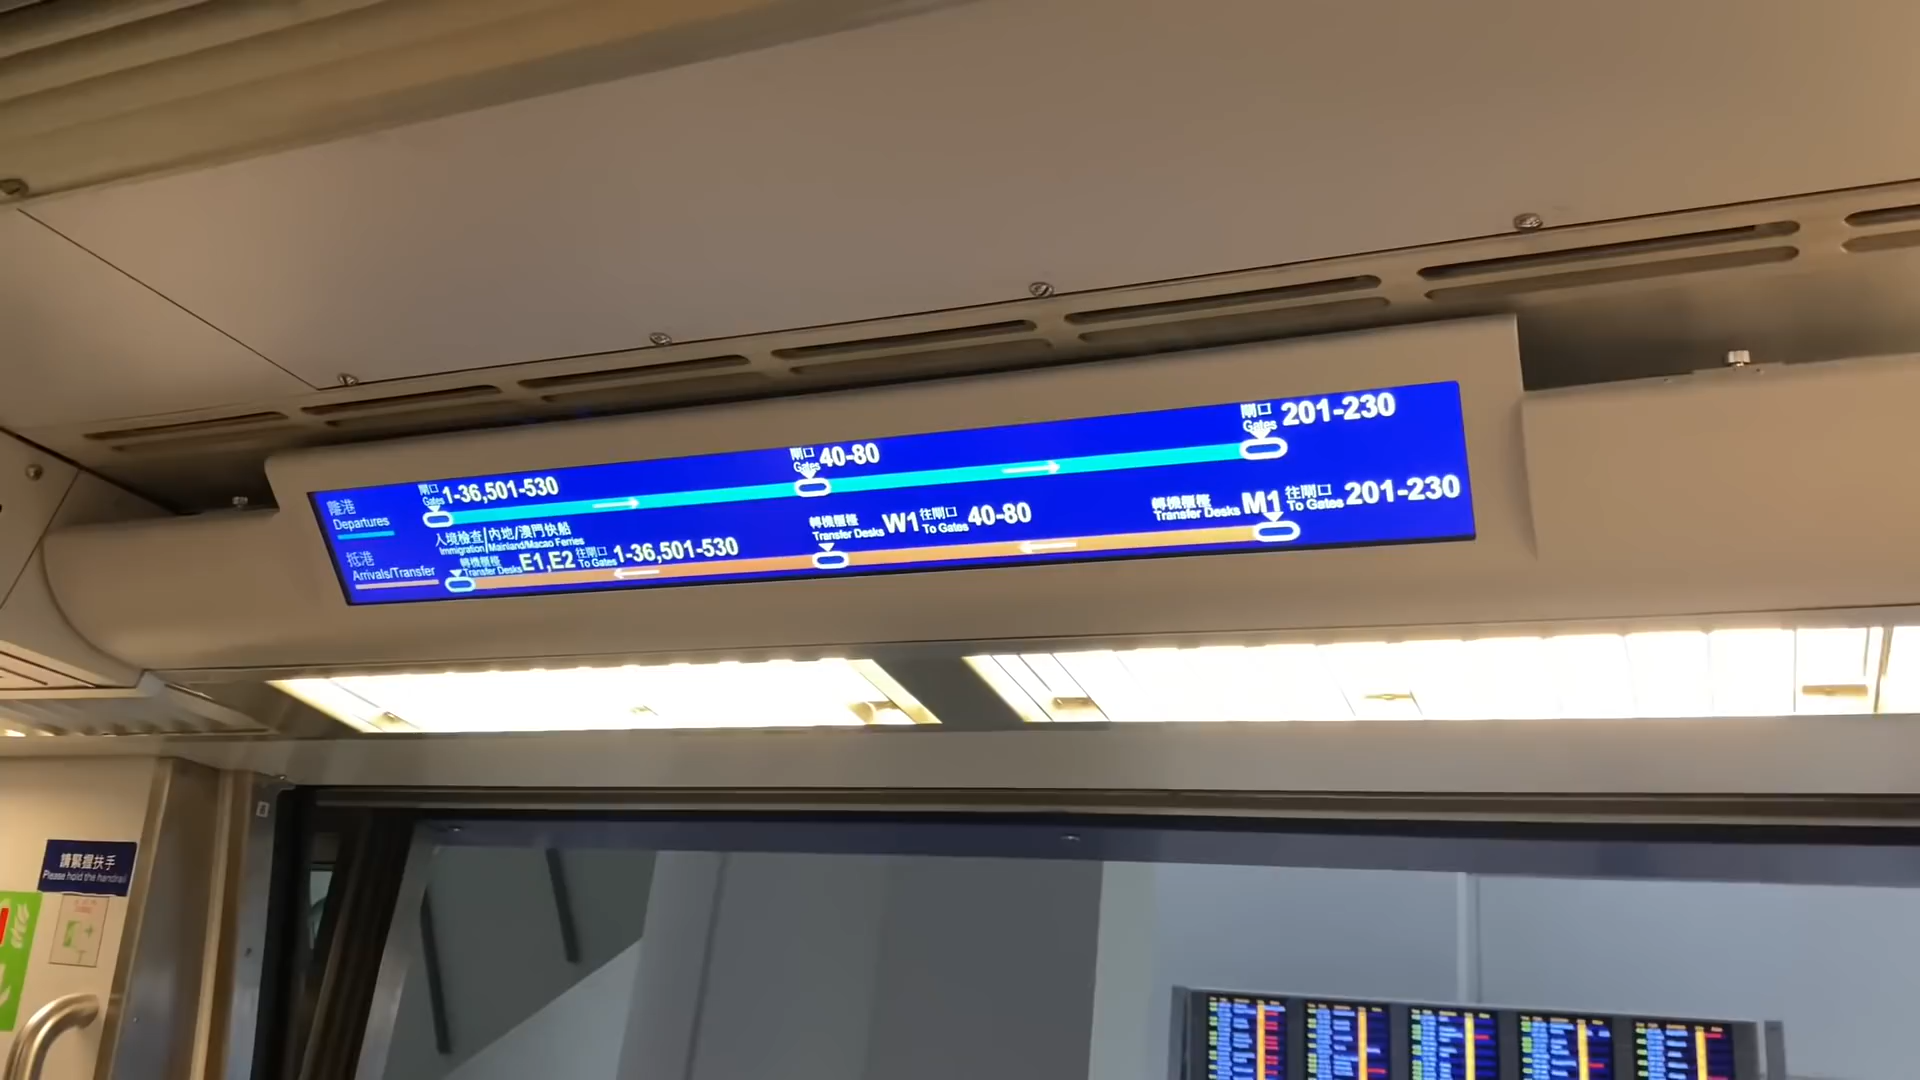 離港
Departures
閘口
Gates
1-36,501-530
閘口
Gates
40-80
閘口
Gates
201-230
抵港
Arrivals/Transfer
入境檢查/內地/澳門快船
Immigration/Mainland/Macao Ferries
轉機櫃檯
Transfer Desks
E1,E2
往閘口
To Gates
1-36,501-530
轉機櫃檯
Transfer Desks
W1
往閘口
To Gates
40-80
轉機櫃檯
Transfer Desks
M1
往閘口
To Gates
201-230
請緊握扶手
Please hold the handrail